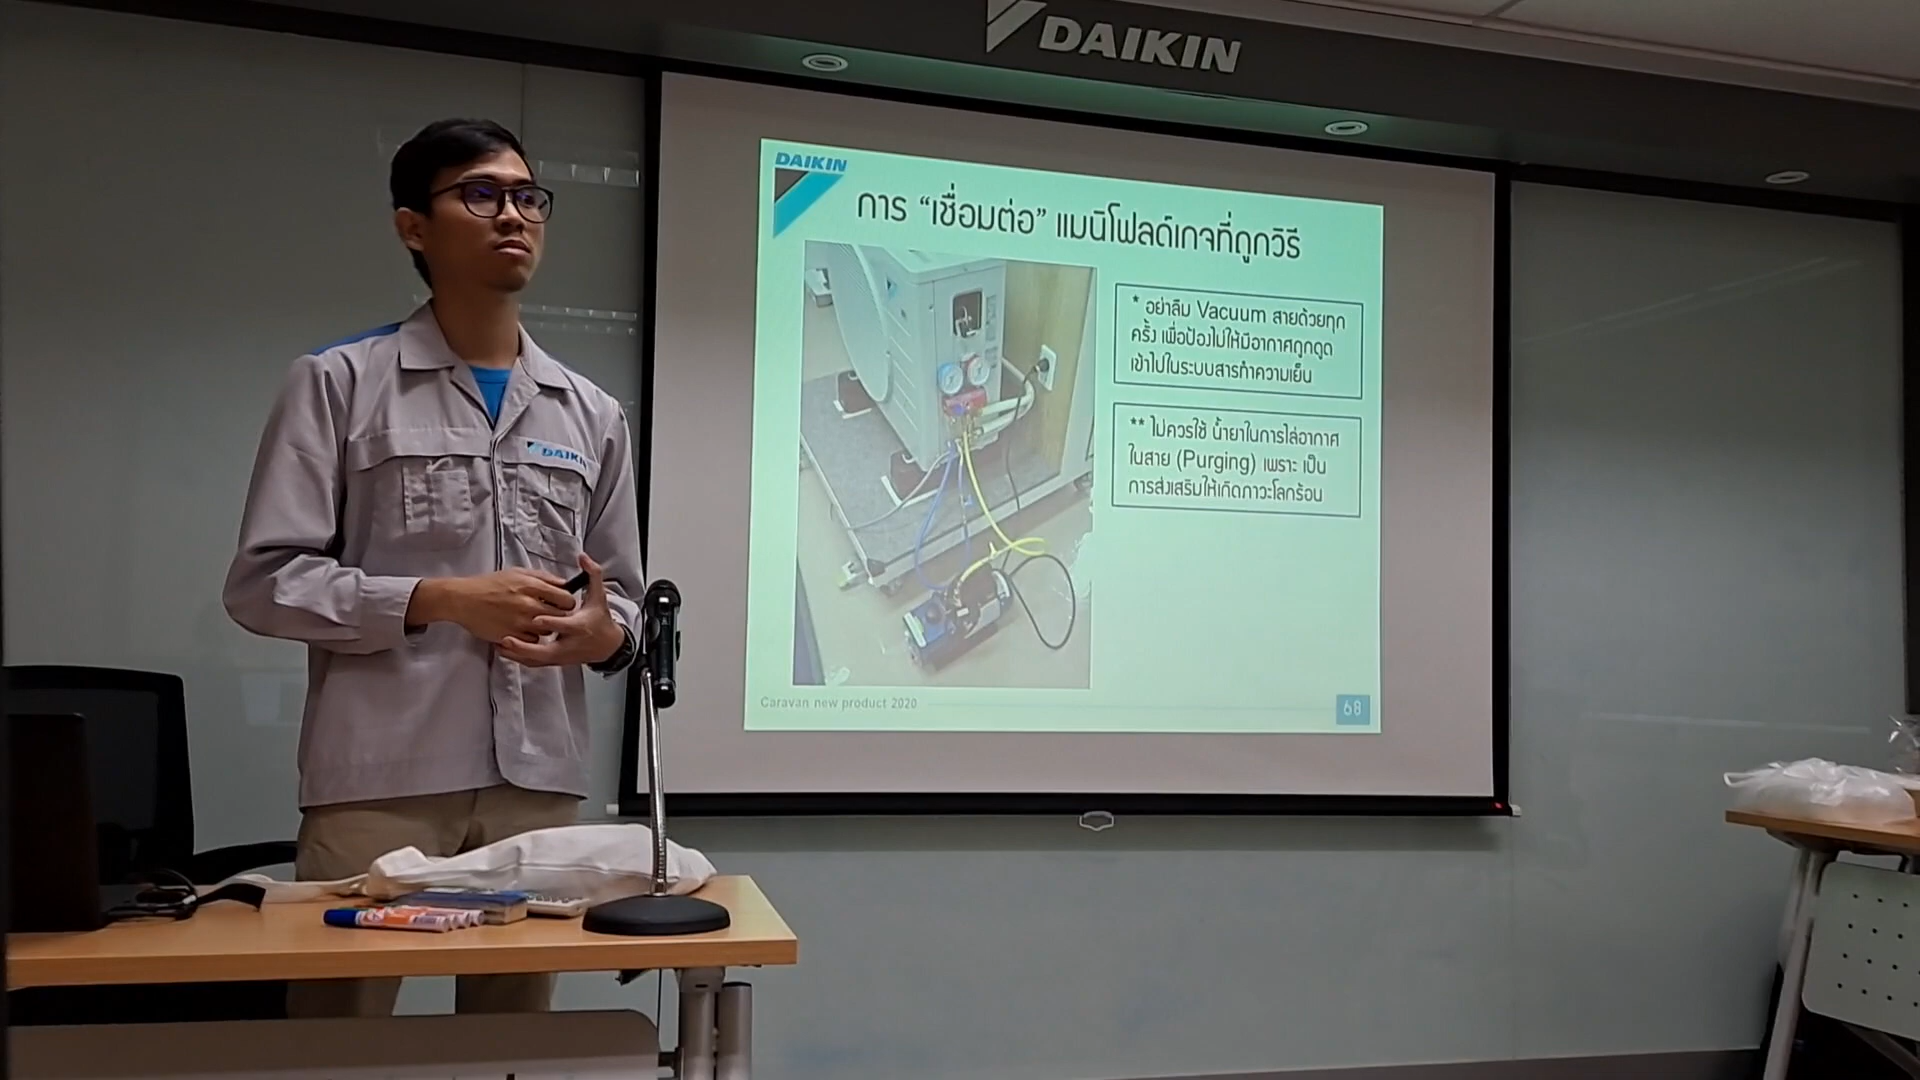 DAIKIN
DAIKIN
การ “เชื่อมต่อ” แมนิโฟลด์เกจที่ถูกวิธี
* อย่าลืม Vacuum สายด้วยทุก
ครั้ง เพื่อป้องไม่ให้มีอากาศถูกดูด
เข้าไปในระบบสารทำความเย็น
** ไม่ควรใช้ น้ำยาในการไล่อากาศ
ในสาย (Purging) เพราะ เป็น
การส่งเสริมให้เกิดภาวะโลกร้อน
Caravan new product 2020
68
DAIKIN